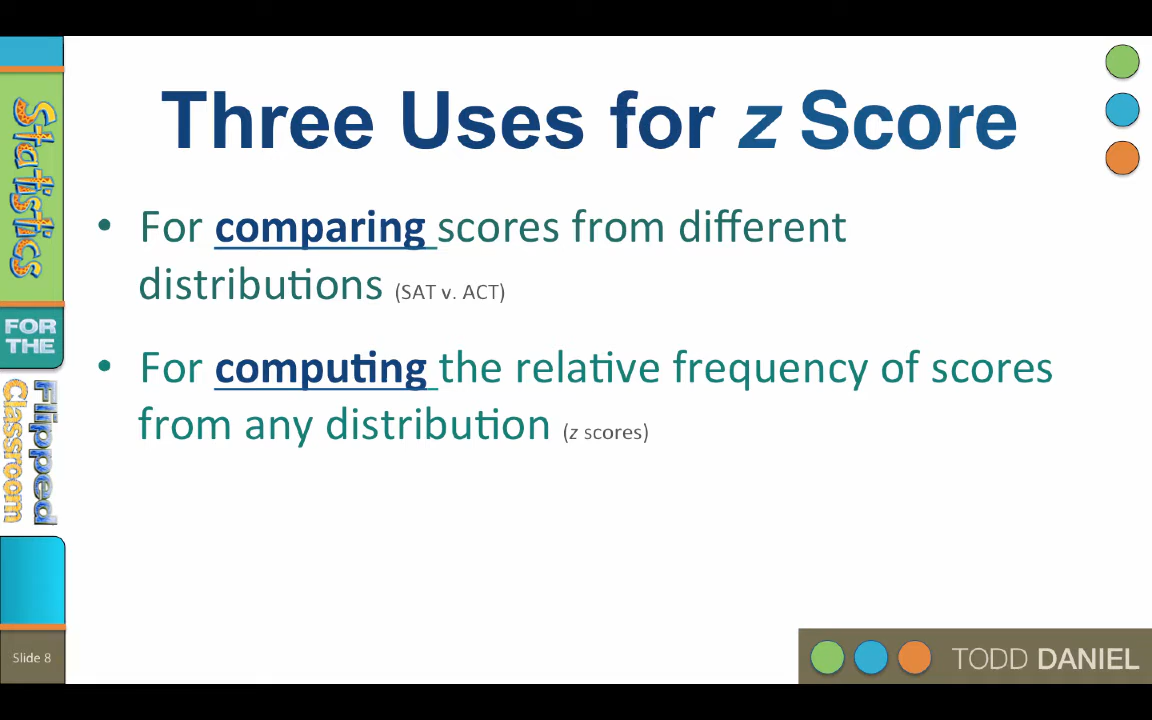 Three Uses for z Score
• For comparing scores from different
distributions (SAT v. ACT)
• For computing the relative frequency of scores
from any distribution (z scores)
Statistics
FOR
THE
Flipped
Classroom
Slide 8
TODD DANIEL